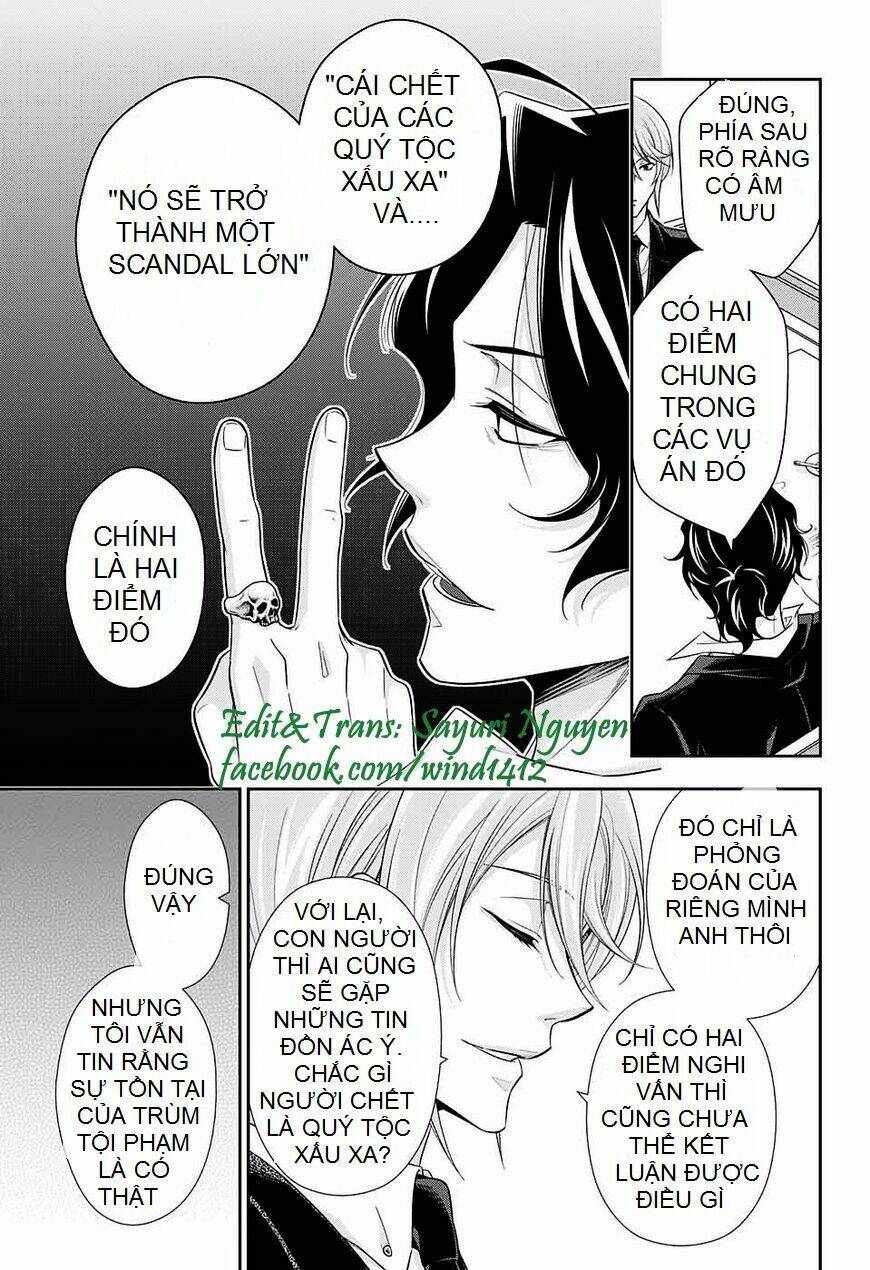 ĐÚNG,
PHÍA SAU
RÕ RÀNG
CÓ ÂM
MƯU
CÓ HAI
ĐIỂM
CHUNG
TRONG
CÁC VỤ
ÁN ĐÓ
"CÁI CHẾT
CỦA CÁC
QUÝ TỘC
XẤU XA"
VÀ....
"NÓ SẼ TRỞ
THÀNH MỘT
SCANDAL LỚN"
CHÍNH
LÀ HAI
ĐIỂM
ĐÓ
Edit&Trans: Sayuri Nguyen
facebook.com/wind1412
ĐÓ CHỈ LÀ
PHỎNG
ĐOÁN CỦA
RIÊNG MÌNH
ANH THÔI
CHỈ CÓ HAI
ĐIỂM NGHI
VẤN THÌ
CŨNG CHƯA
THỂ KẾT
LUẬN ĐƯỢC
ĐIỀU GÌ
VỚI LẠI,
CON NGƯỜI
THÌ AI CŨNG
SẼ GẶP
NHỮNG TIN
ĐỒN ÁC Ý.
CHẮC GÌ
NGƯỜI CHẾT
LÀ QUÝ TỘC
XẤU XA?
ĐÚNG
VẬY
NHƯNG
TÔI VẪN
TIN RẰNG
SỰ TỒN TẠI
CỦA TRÙM
TỘI PHẠM
LÀ CÓ
THẬT